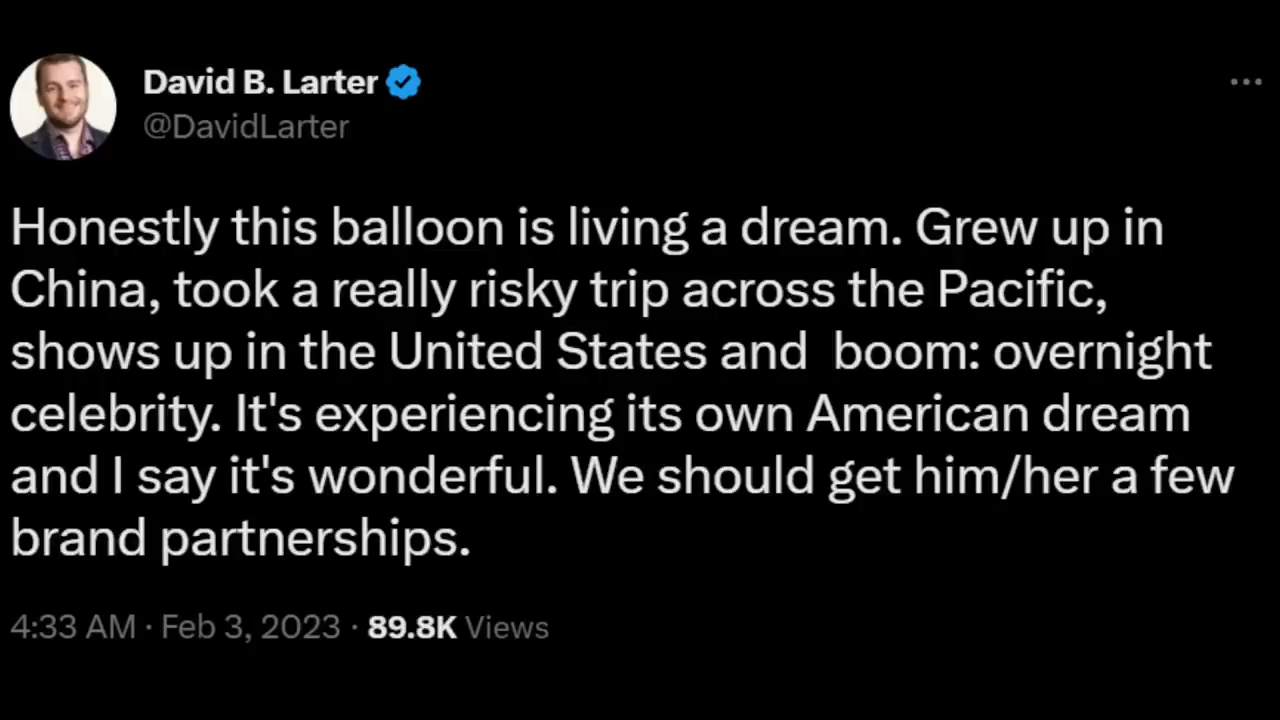 David B. Larter
@DavidLarter
Honestly this balloon is living a dream. Grew up in
China, took a really risky trip across the Pacific,
shows up in the United States and  boom: overnight
celebrity. It's experiencing its own American dream
and I say it's wonderful. We should get him/her a few
brand partnerships.
4:33 AM · Feb 3, 2023 · 89.8K Views